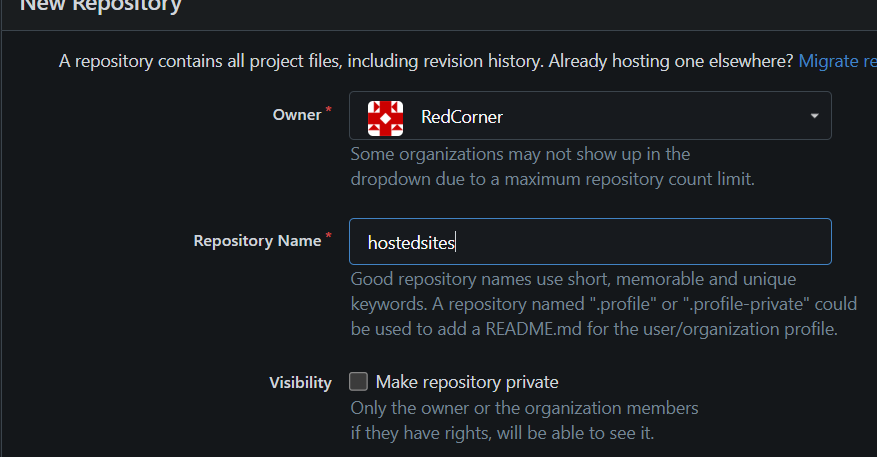 New Repository
A repository contains all project files, including revision history. Already hosting one elsewhere? Migrate re
Owner *
RedCorner
Some organizations may not show up in the
dropdown due to a maximum repository count limit.
Repository Name *
hostedsites
Good repository names use short, memorable and unique
keywords. A repository named ".profile" or ".profile-private" could
be used to add a README.md for the user/organization profile.
Visibility
Make repository private
Only the owner or the organization members
if they have rights, will be able to see it.